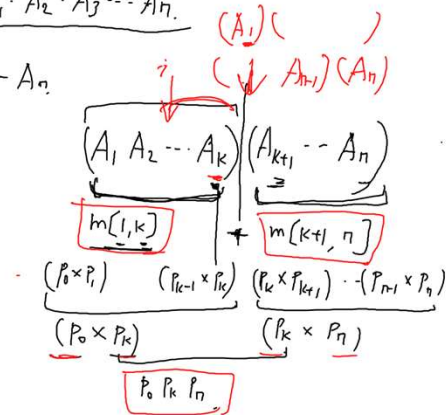 A₂ · A₃ ··· Aₙ.
(A₁) ( )
- Aₙ
( Aₙ₋₁) (Aₙ)
i
(A₁ A₂ ··· Aₖ) (Aₖ₊₁ ·· Aₙ)
m[1,k] + m[k+1, n]
(P₀×P₁) (Pₖ₋₁×Pₖ) (Pₖ×Pₖ₊₁) ··· (Pₙ₋₁×Pₙ)
(P₀ × Pₖ) (Pₖ × Pₙ)
P₀ Pₖ Pₙ